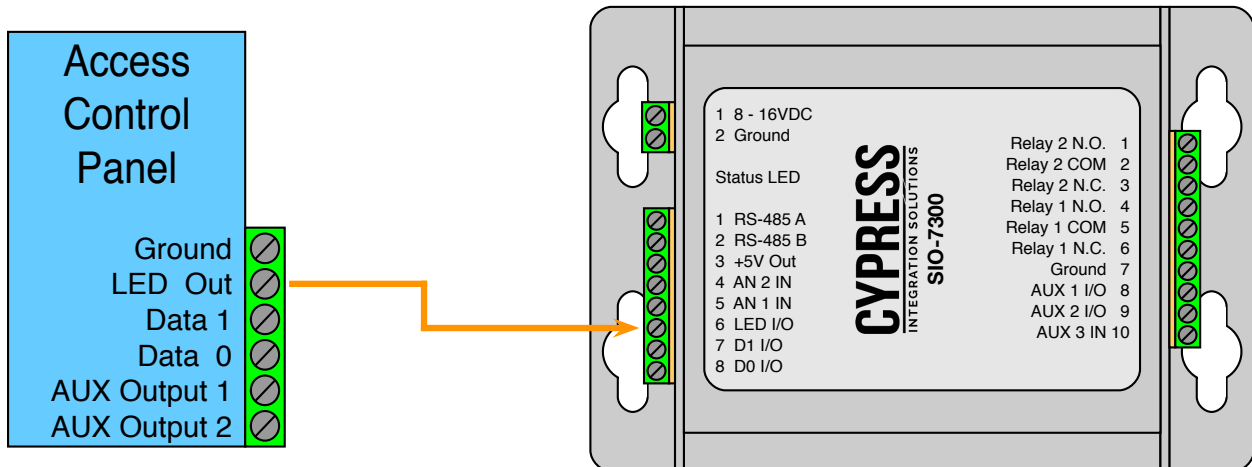 Access
Control
Panel
Ground
LED Out
Data 1
Data 0
AUX Output 1
AUX Output 2
1 8 - 16VDC
2 Ground
Status LED
1 RS-485 A
2 RS-485 B
3 +5V Out
4 AN 2 IN
5 AN 1 IN
6 LED I/O
7 D1 I/O
8 D0 I/O
CYPRESS
INTEGRATION SOLUTIONS
SIO-7300
Relay 2 N.O. 1
Relay 2 COM 2
Relay 2 N.C. 3
Relay 1 N.O. 4
Relay 1 COM 5
Relay 1 N.C. 6
Ground 7
AUX 1 I/O 8
AUX 2 I/O 9
AUX 3 IN 10